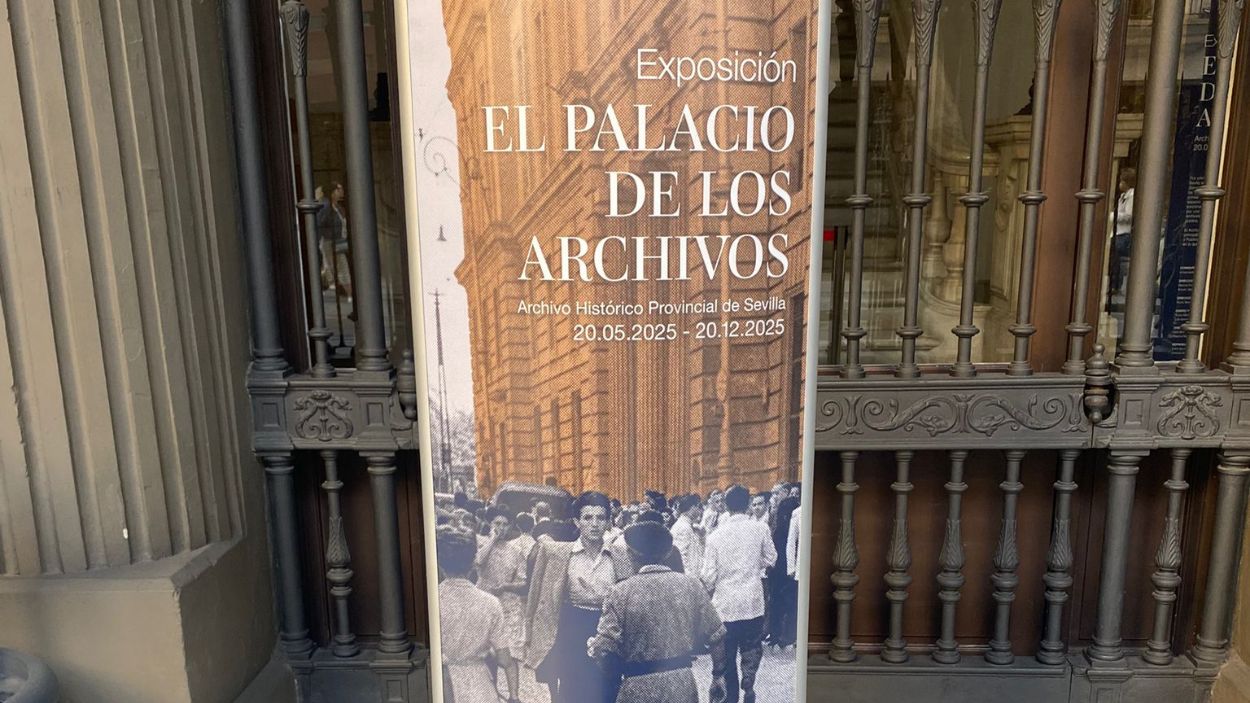 Exposición
EL PALACIO
DE LOS
ARCHIVOS
Archivo Histórico Provincial de Sevilla
20.05.2025 - 20.12.2025